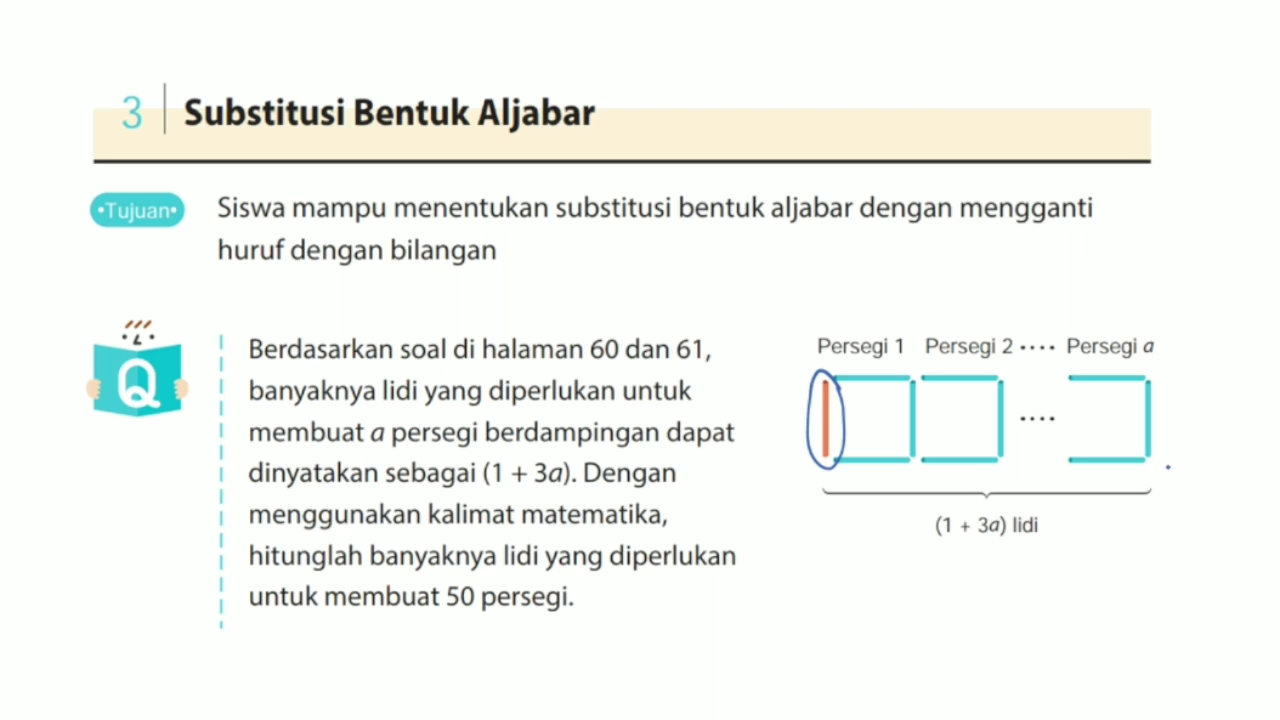 3 Substitusi Bentuk Aljabar
•Tujuan• Siswa mampu menentukan substitusi bentuk aljabar dengan mengganti
huruf dengan bilangan
Q
Berdasarkan soal di halaman 60 dan 61,
banyaknya lidi yang diperlukan untuk
membuat a persegi berdampingan dapat
dinyatakan sebagai (1 + 3a). Dengan
menggunakan kalimat matematika,
hitunglah banyaknya lidi yang diperlukan
untuk membuat 50 persegi.
Persegi 1 Persegi 2 ···· Persegi a
····
(1 + 3a) lidi